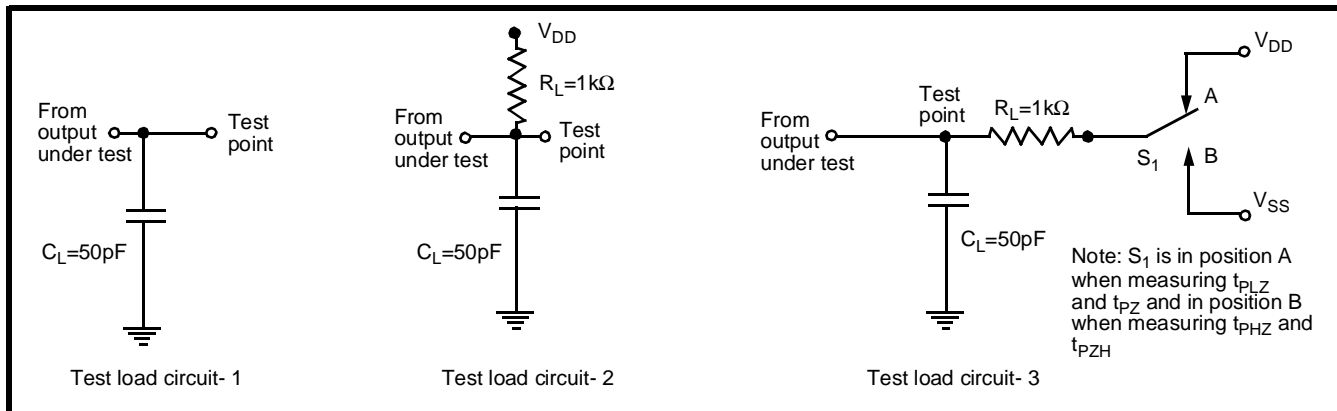 From
output
under test
Test
point
C_L=50pF
Test load circuit- 1
V_DD
R_L=1kΩ
From
output
under test
Test
point
C_L=50pF
Test load circuit- 2
From
output
under test
Test
point
R_L=1kΩ
C_L=50pF
V_DD
A
S_1
B
V_SS
Note: S_1 is in position A
when measuring t_PLZ
and t_PZ and in position B
when measuring t_PHZ and
t_PZH
Test load circuit- 3